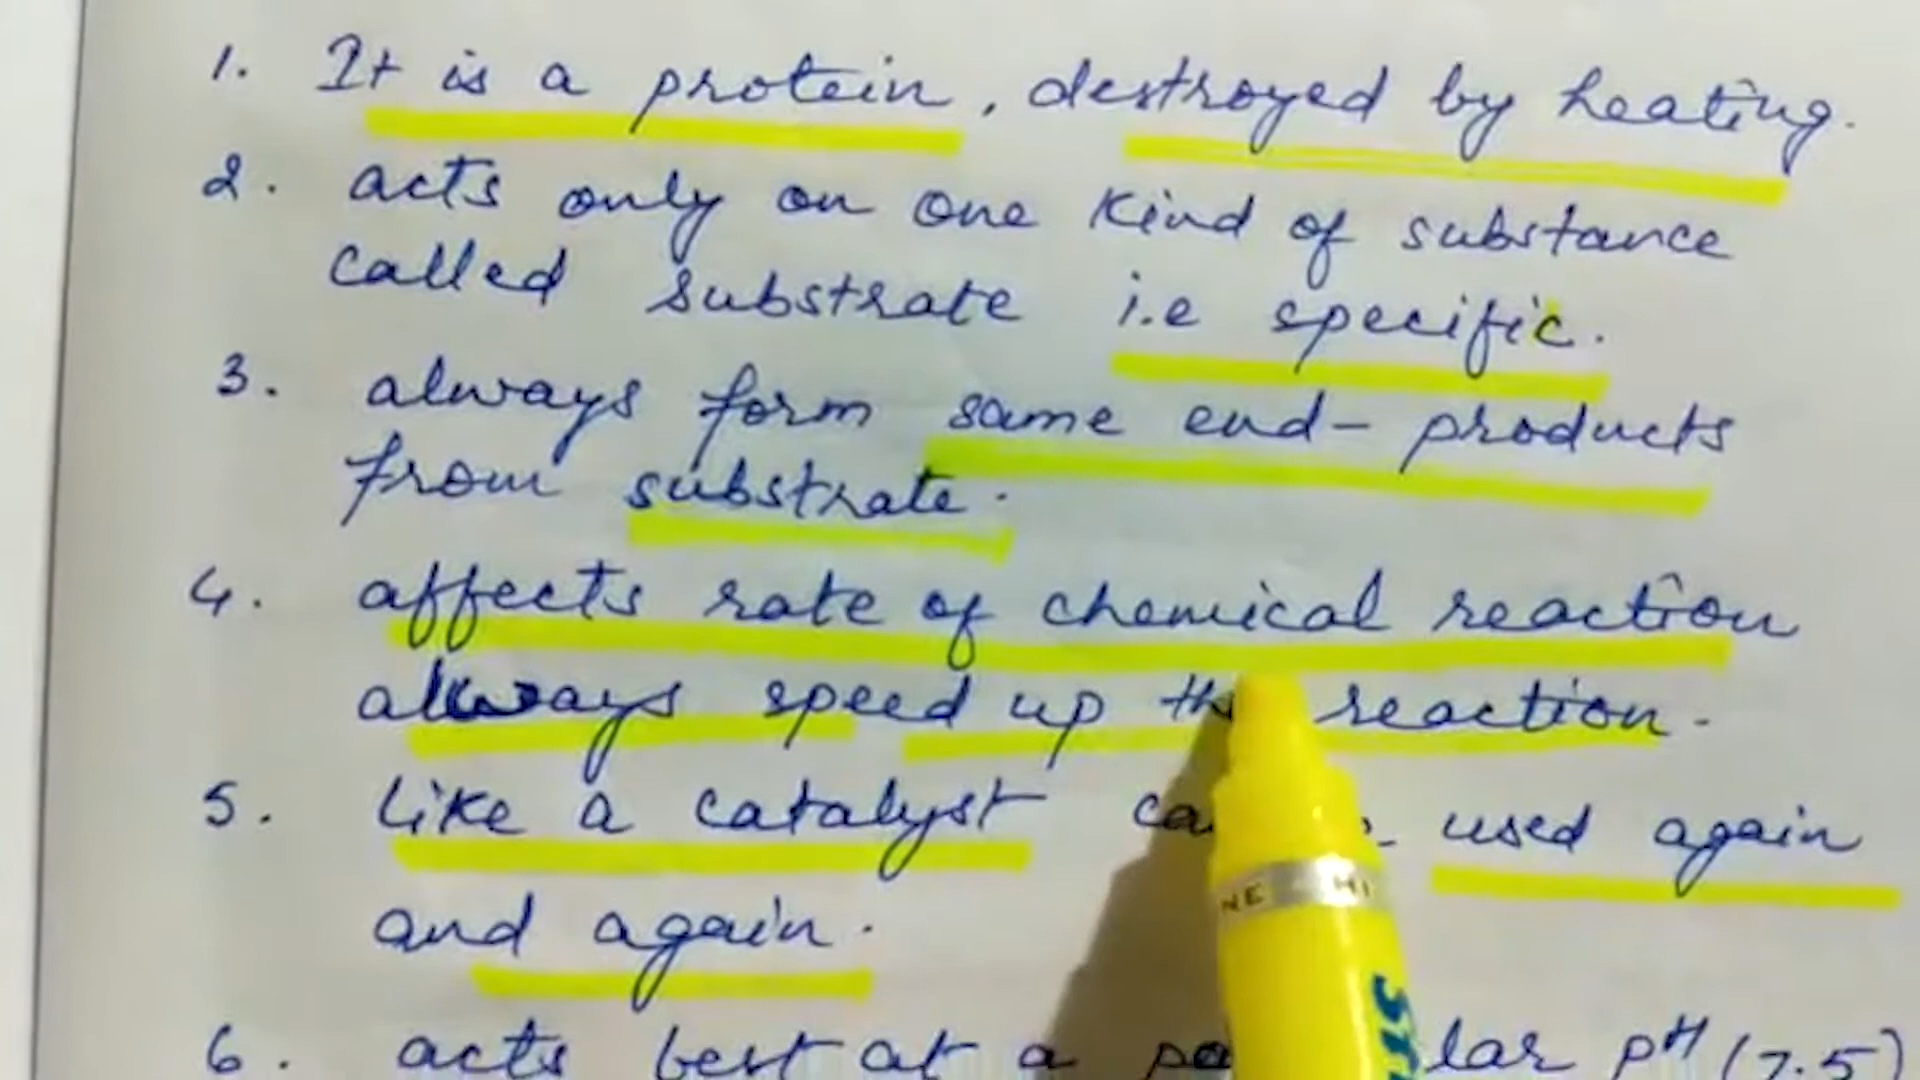 1. It is a protein, destroyed by heating.
2. acts only on one kind of substance
called substrate i.e specific.
3. always form same end- products
from substrate.
4. affects rate of chemical reaction
always speed up reaction.
5. Like a catalyst used again
and again.
6. acts best at a pH (7.5)